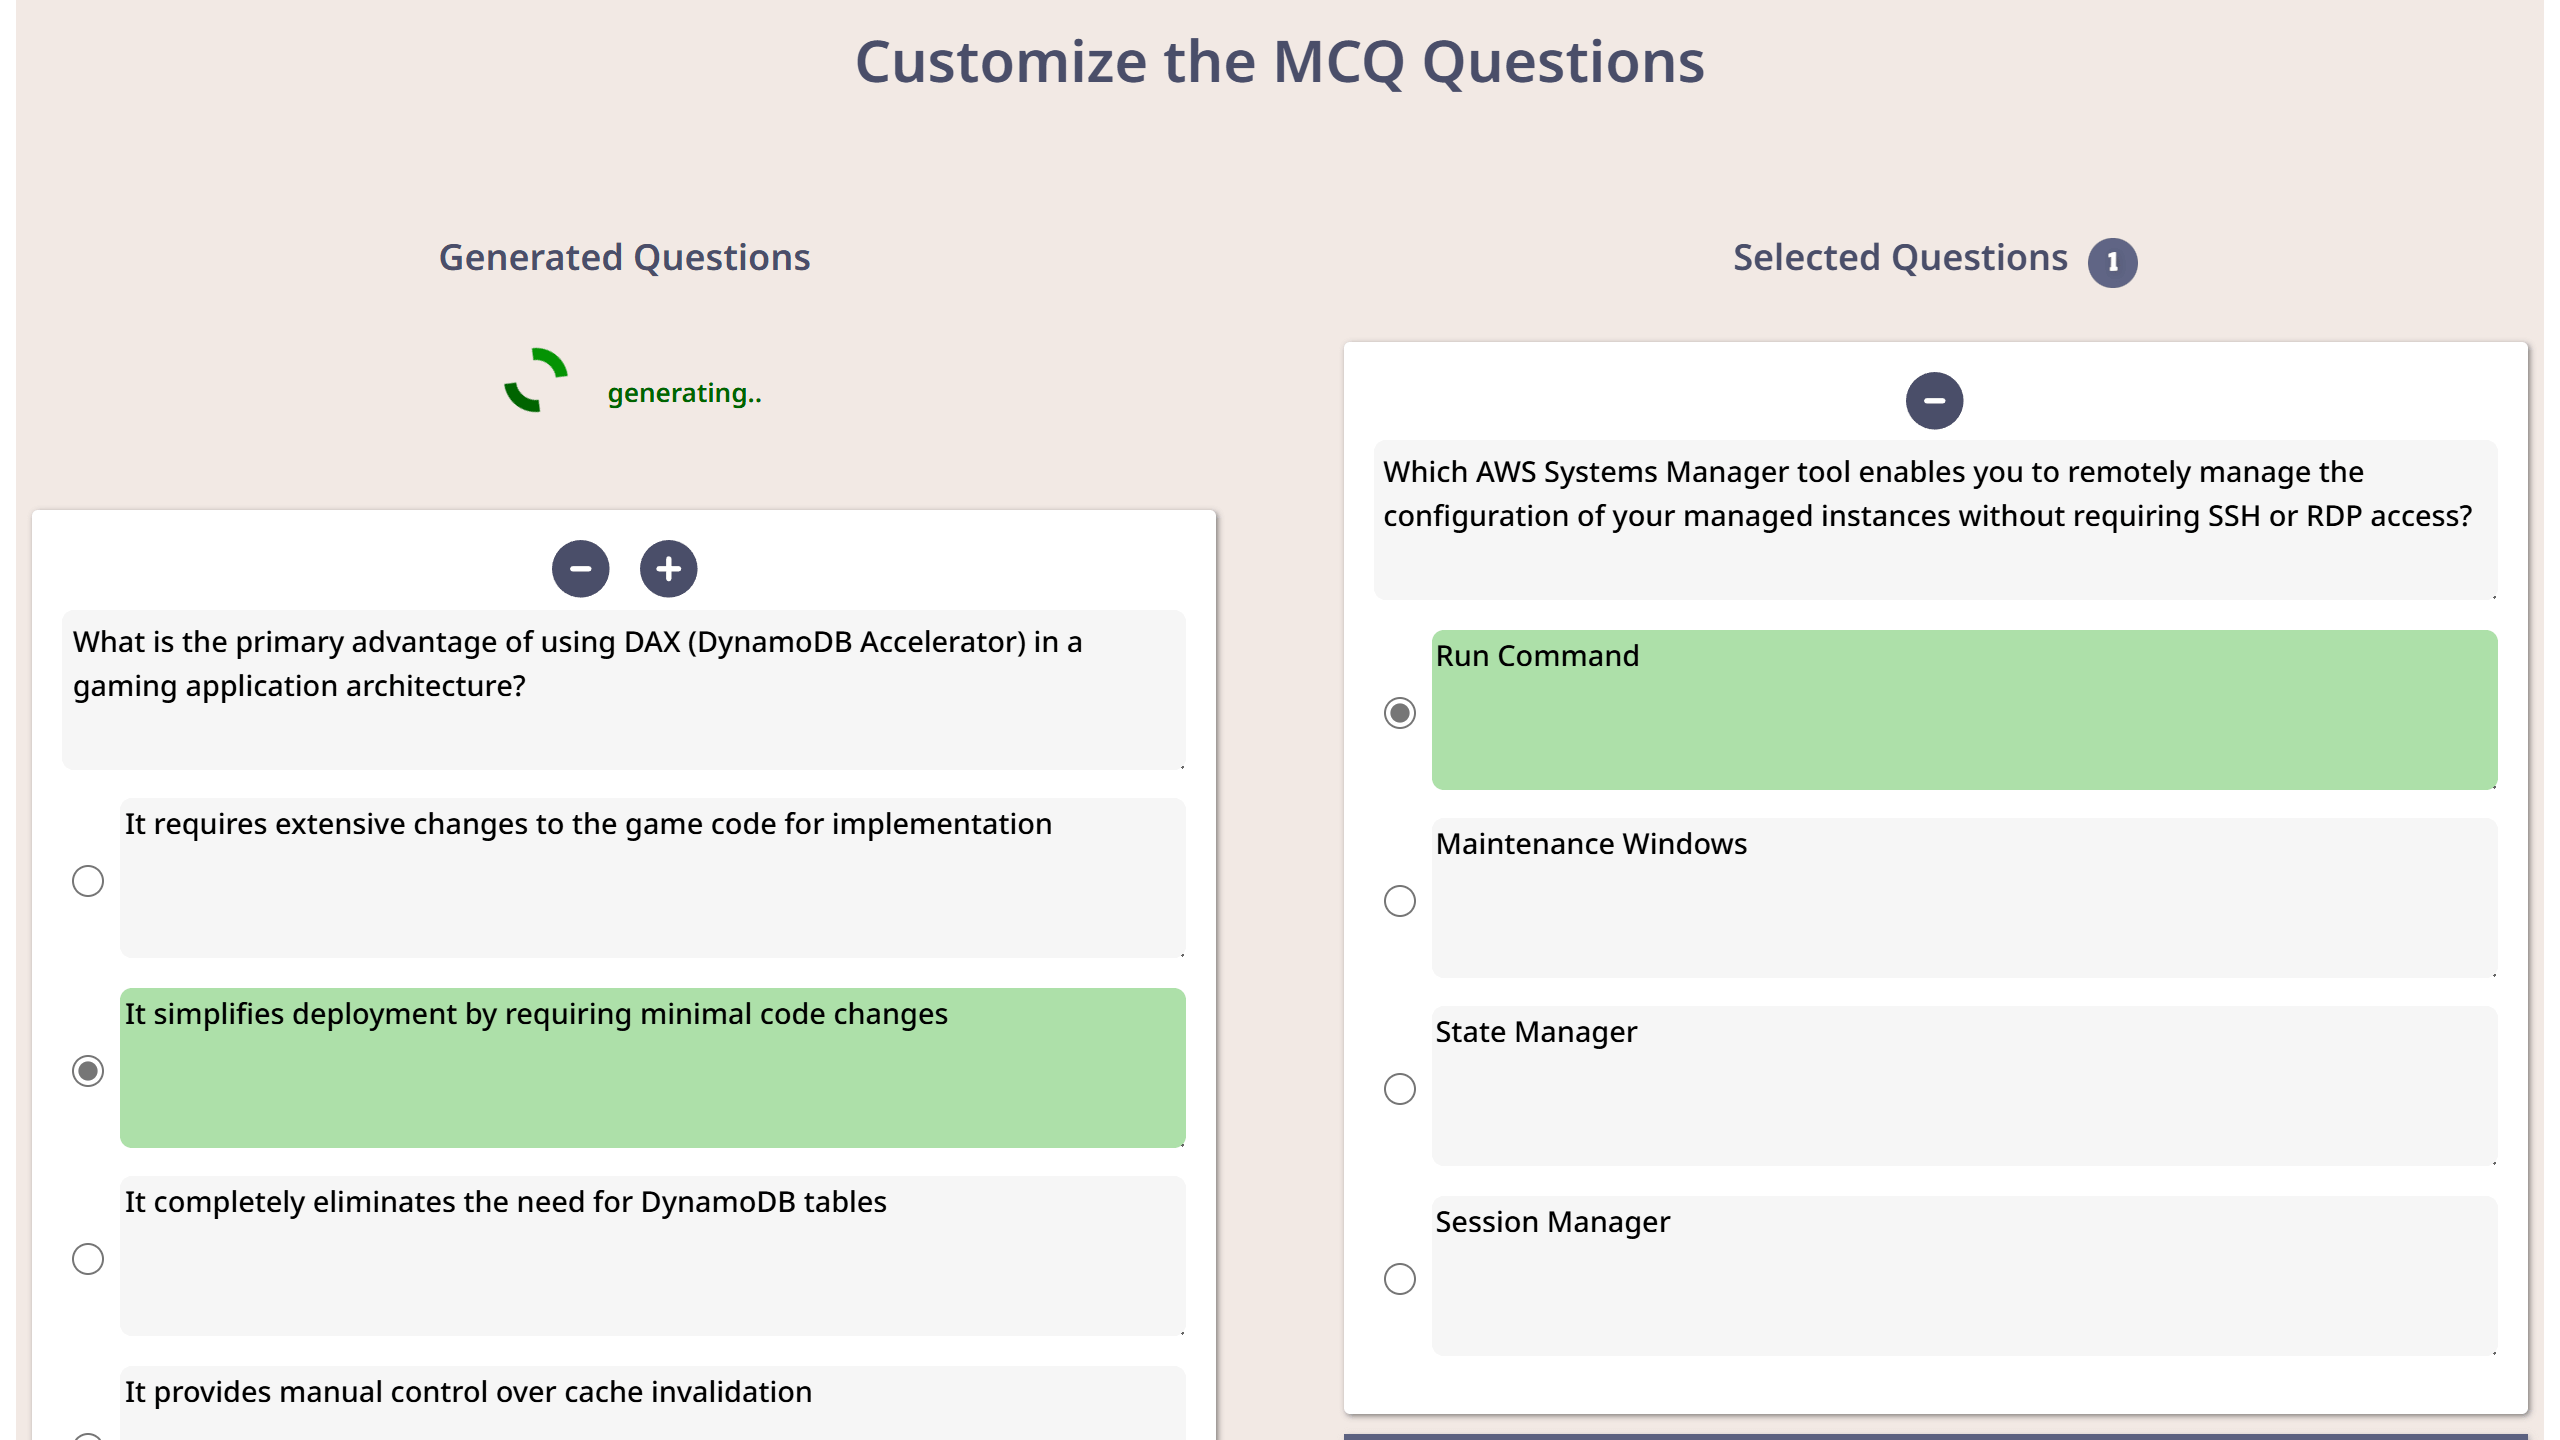 Customize the MCQ Questions
Generated Questions
generating..
What is the primary advantage of using DAX (DynamoDB Accelerator) in a
gaming application architecture?
It requires extensive changes to the game code for implementation
It simplifies deployment by requiring minimal code changes
It completely eliminates the need for DynamoDB tables
It provides manual control over cache invalidation
Selected Questions 1
Which AWS Systems Manager tool enables you to remotely manage the
configuration of your managed instances without requiring SSH or RDP access?
Run Command
Maintenance Windows
State Manager
Session Manager